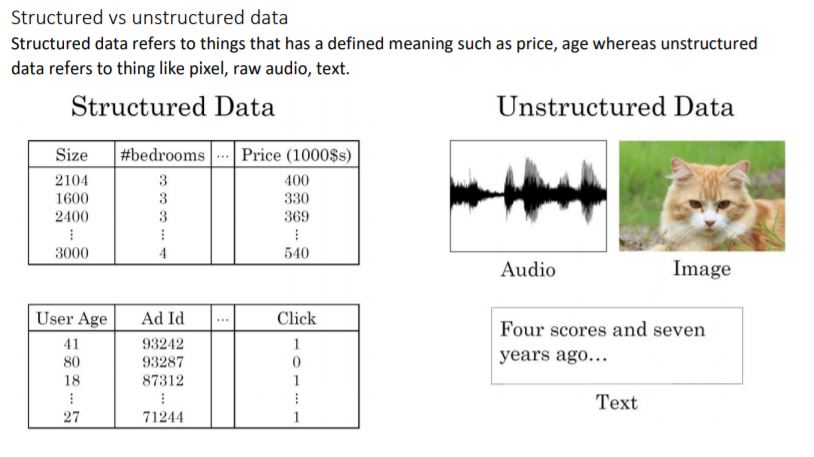 Structured vs unstructured data
Structured data refers to things that has a defined meaning such as price, age whereas unstructured
data refers to thing like pixel, raw audio, text.
Structured Data
Size #bedrooms ... Price (1000$s)
2104 3 400
1600 3 330
2400 3 369
⋮ ⋮ ⋮
3000 4 540
User Age Ad Id ... Click
41 93242 1
80 93287 0
18 87312 1
⋮ ⋮ ⋮
27 71244 1
Unstructured Data
Audio
Image
Four scores and seven
years ago...
Text